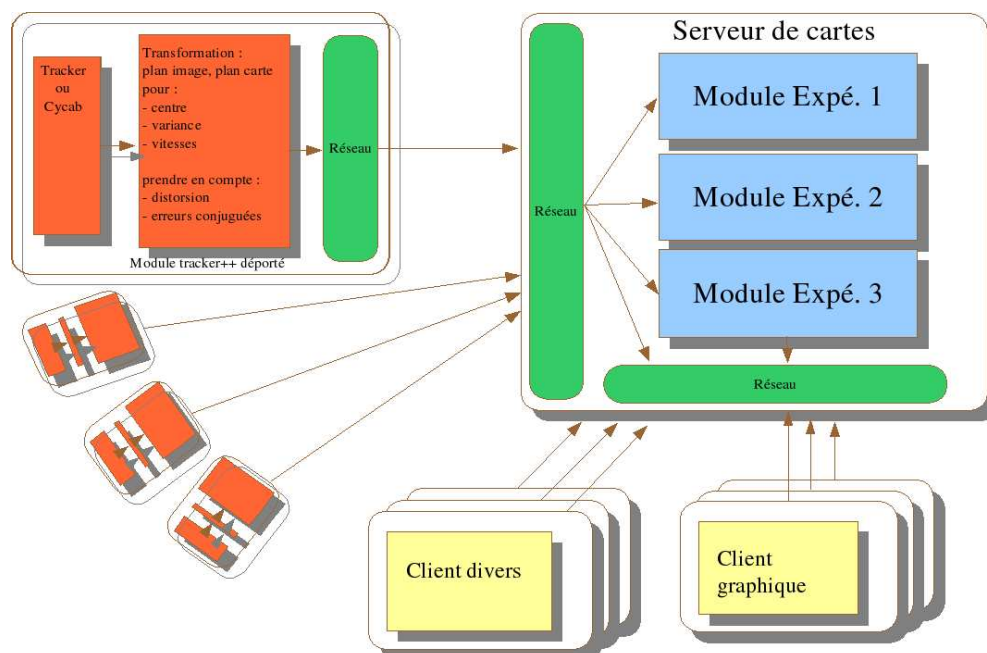 Tracker
ou
Cycab
Transformation :
plan image, plan carte
pour :
- centre
- variance
- vitesses
prendre en compte :
- distorsion
- erreurs conjuguées
Réseau
Module tracker++ déporté
Serveur de cartes
Réseau
Module Expé. 1
Module Expé. 2
Module Expé. 3
Réseau
Client divers
Client
graphique